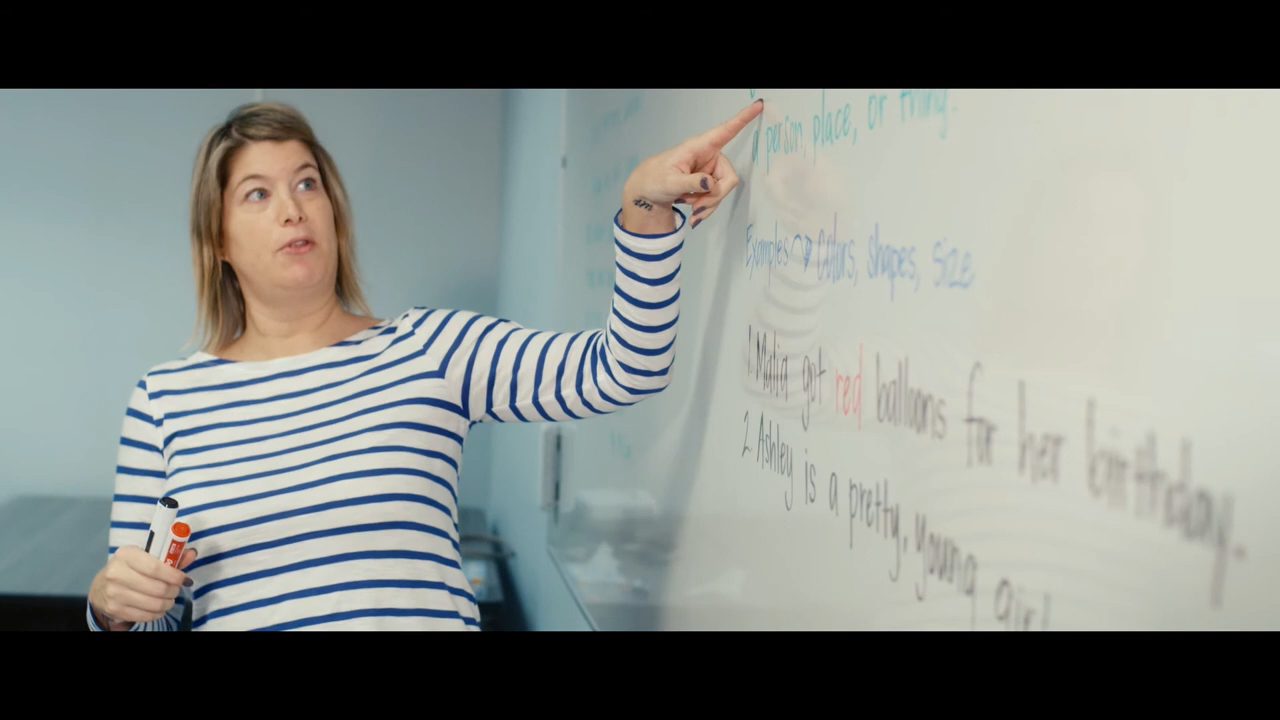 a person, place, or thing.
Examples → Colors, shapes, size
1. Malia got red balloons for her birthday.
2. Ashley is a pretty, young girl